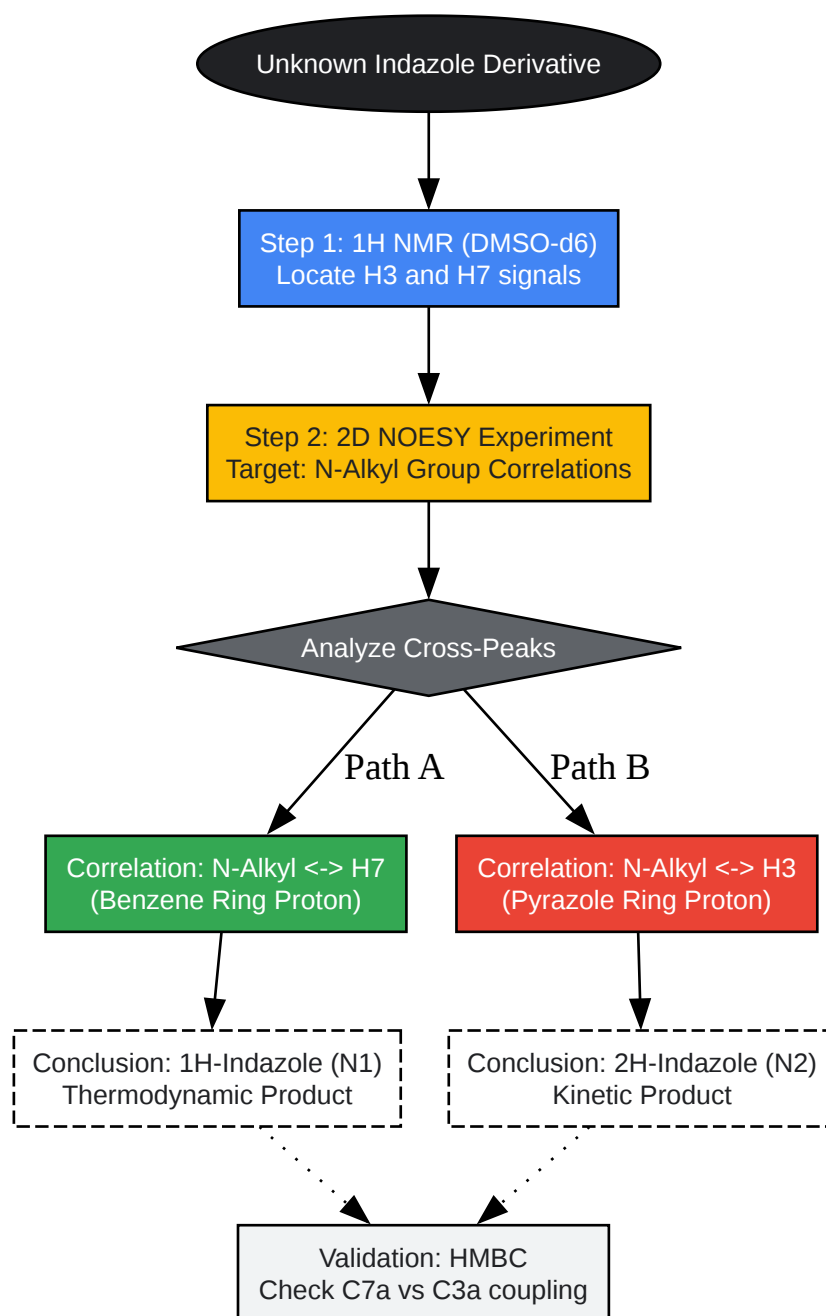 Unknown Indazole Derivative
Step 1: 1H NMR (DMSO-d6)
Locate H3 and H7 signals
Step 2: 2D NOESY Experiment
Target: N-Alkyl Group Correlations
Analyze Cross-Peaks
Path A
Path B
Correlation: N-Alkyl <-> H7
(Benzene Ring Proton)
Correlation: N-Alkyl <-> H3
(Pyrazole Ring Proton)
Conclusion: 1H-Indazole (N1)
Thermodynamic Product
Conclusion: 2H-Indazole (N2)
Kinetic Product
Validation: HMBC
Check C7a vs C3a coupling